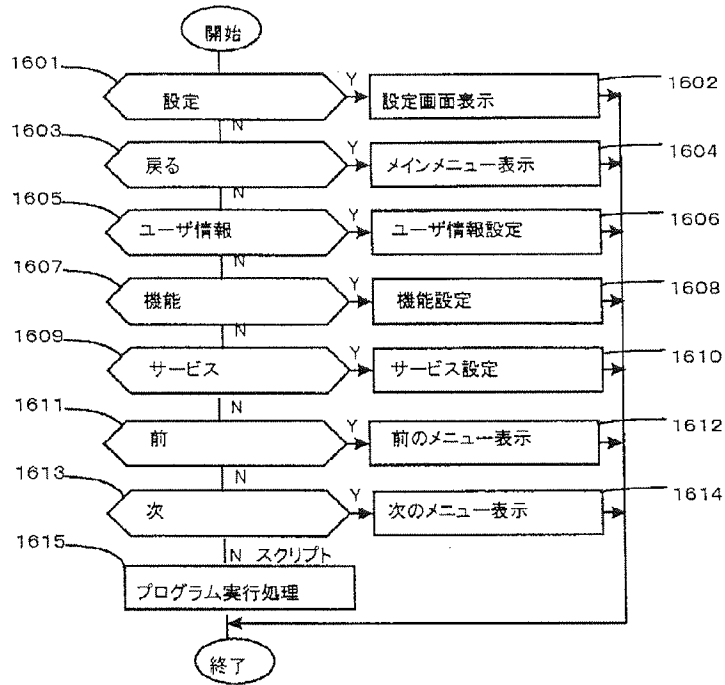 開始
1601
設定
Y
設定画面表示
1602
N
1603
戻る
Y
メインメニュー表示
1604
N
1605
ユーザ情報
Y
ユーザ情報設定
1606
N
1607
機能
Y
機能設定
1608
N
1609
サービス
Y
サービス設定
1610
N
1611
前
Y
前のメニュー表示
1612
N
1613
次
Y
次のメニュー表示
1614
N スクリプト
1615
プログラム実行処理
終了